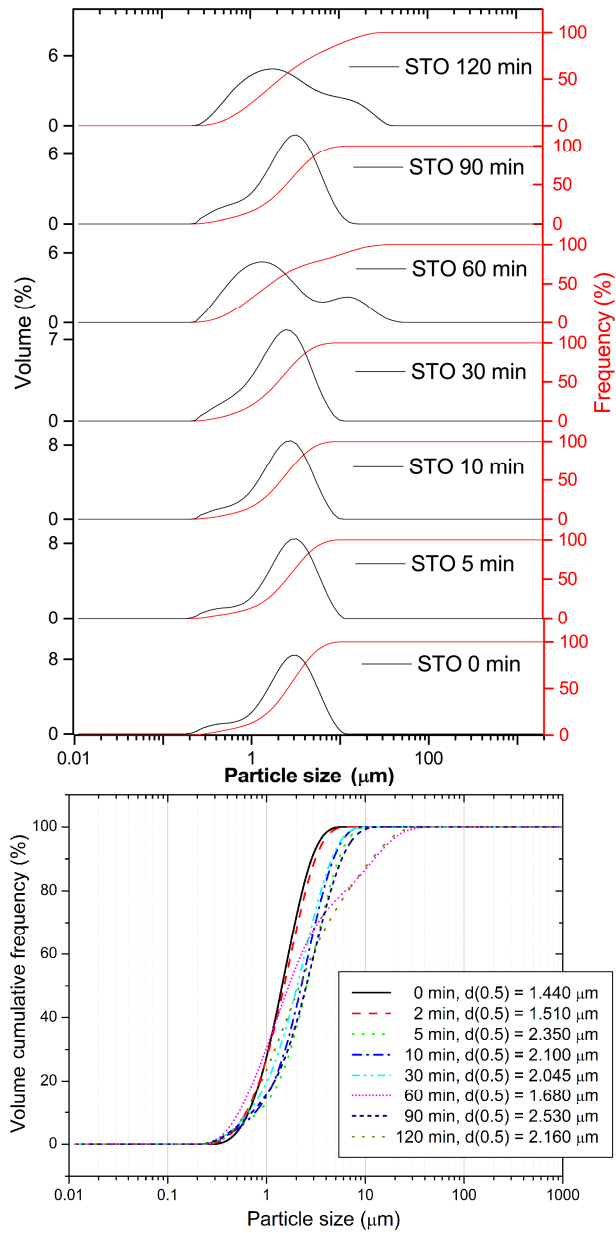 6
0
STO 120 min
100
50
0
6
0
STO 90 min
100
50
0
6
0
STO 60 min
100
50
0
7
0
STO 30 min
100
50
0
8
0
STO 10 min
100
50
0
8
0
STO 5 min
100
50
0
8
0
STO 0 min
100
50
0
Volume (%)
Frequency (%)
0.01 1 100
Particle size (μm)
Volume cumulative frequency (%)
100
80
60
40
20
0
0 min, d(0.5) = 1.440 μm
2 min, d(0.5) = 1.510 μm
5 min, d(0.5) = 2.350 μm
10 min, d(0.5) = 2.100 μm
30 min, d(0.5) = 2.045 μm
60 min, d(0.5) = 1.680 μm
90 min, d(0.5) = 2.530 μm
120 min, d(0.5) = 2.160 μm
0.01 0.1 1 10 100 1000
Particle size (μm)